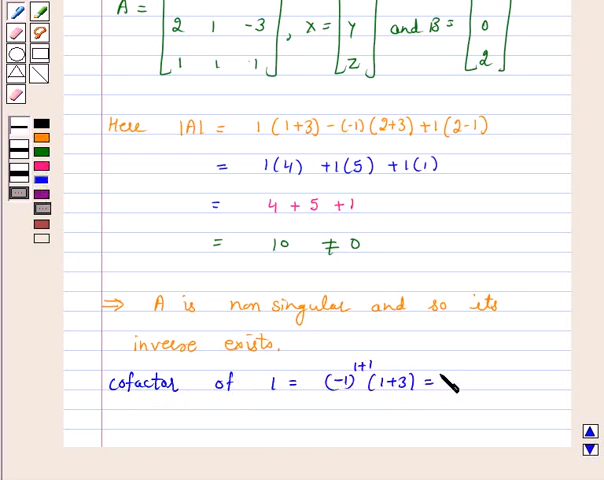 A =
2 1 -3 , X = y and B = 0
1 1 1 z 2
Here |A| = 1 (1+3) - (-1) (2+3) + 1 (2-1)
= 1(4) + 1(5) + 1(1)
= 4 + 5 + 1
= 10 ≠ 0
⇒ A is non singular and so its
inverse exists.
cofactor of 1 = (-1)^{1+1} (1+3) =